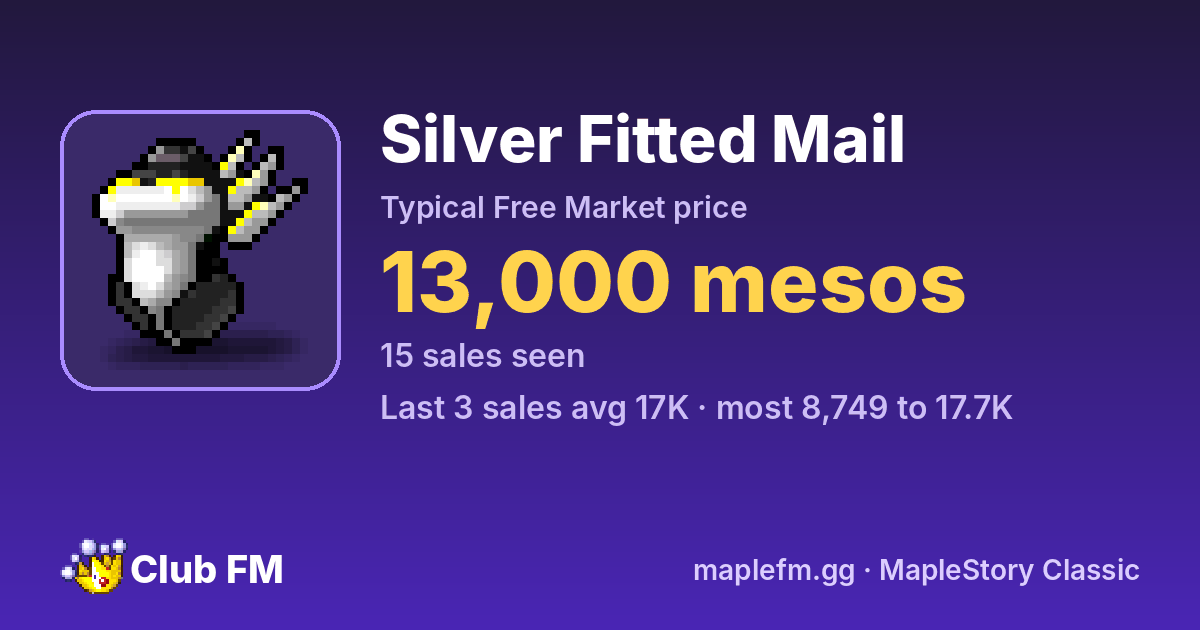 Silver Fitted Mail
Typical Free Market price
13,000 mesos
15 sales seen
Last 3 sales avg 17K · most 8,749 to 17.7K
Club FM
maplefm.gg · MapleStory Classic